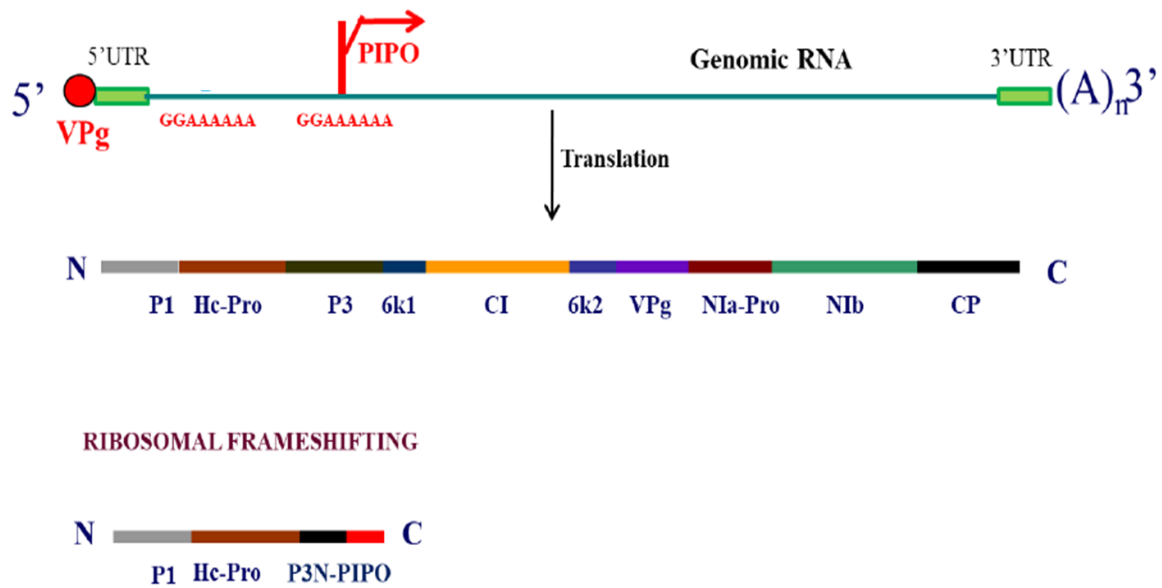 5'UTR
PIPO
Genomic RNA
3'UTR
5'
(A)n3'
VPg
GGAAAAAA GGAAAAAA
Translation
N C
P1 Hc-Pro P3 6k1 CI 6k2 VPg NIa-Pro NIb CP
RIBOSOMAL FRAMESHIFTING
N C
P1 Hc-Pro P3N-PIPO